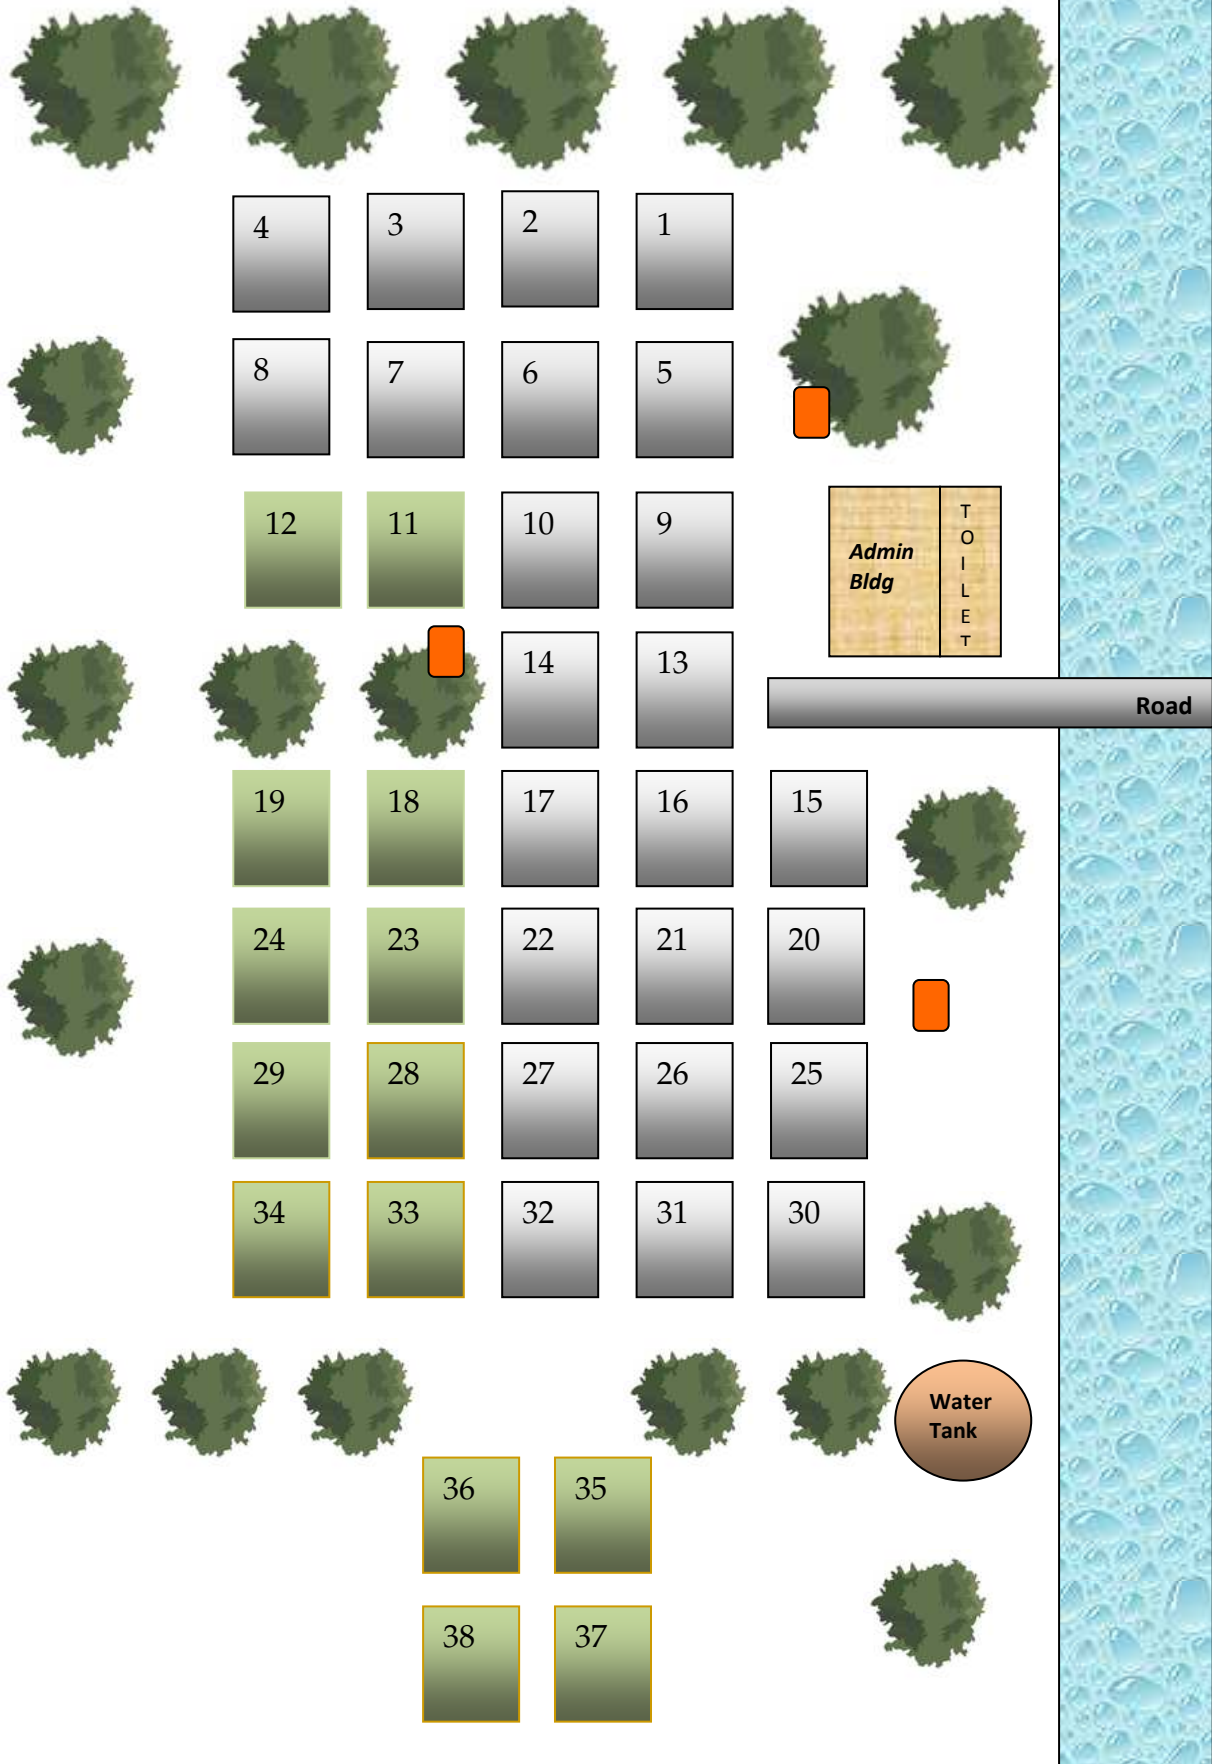 4 3 2 1
8 7 6 5
12 11 10 9
Admin
Bldg
T
O
I
L
E
T
14 13
Road
19 18 17 16 15
24 23 22 21 20
29 28 27 26 25
34 33 32 31 30
Water
Tank
36 35
38 37